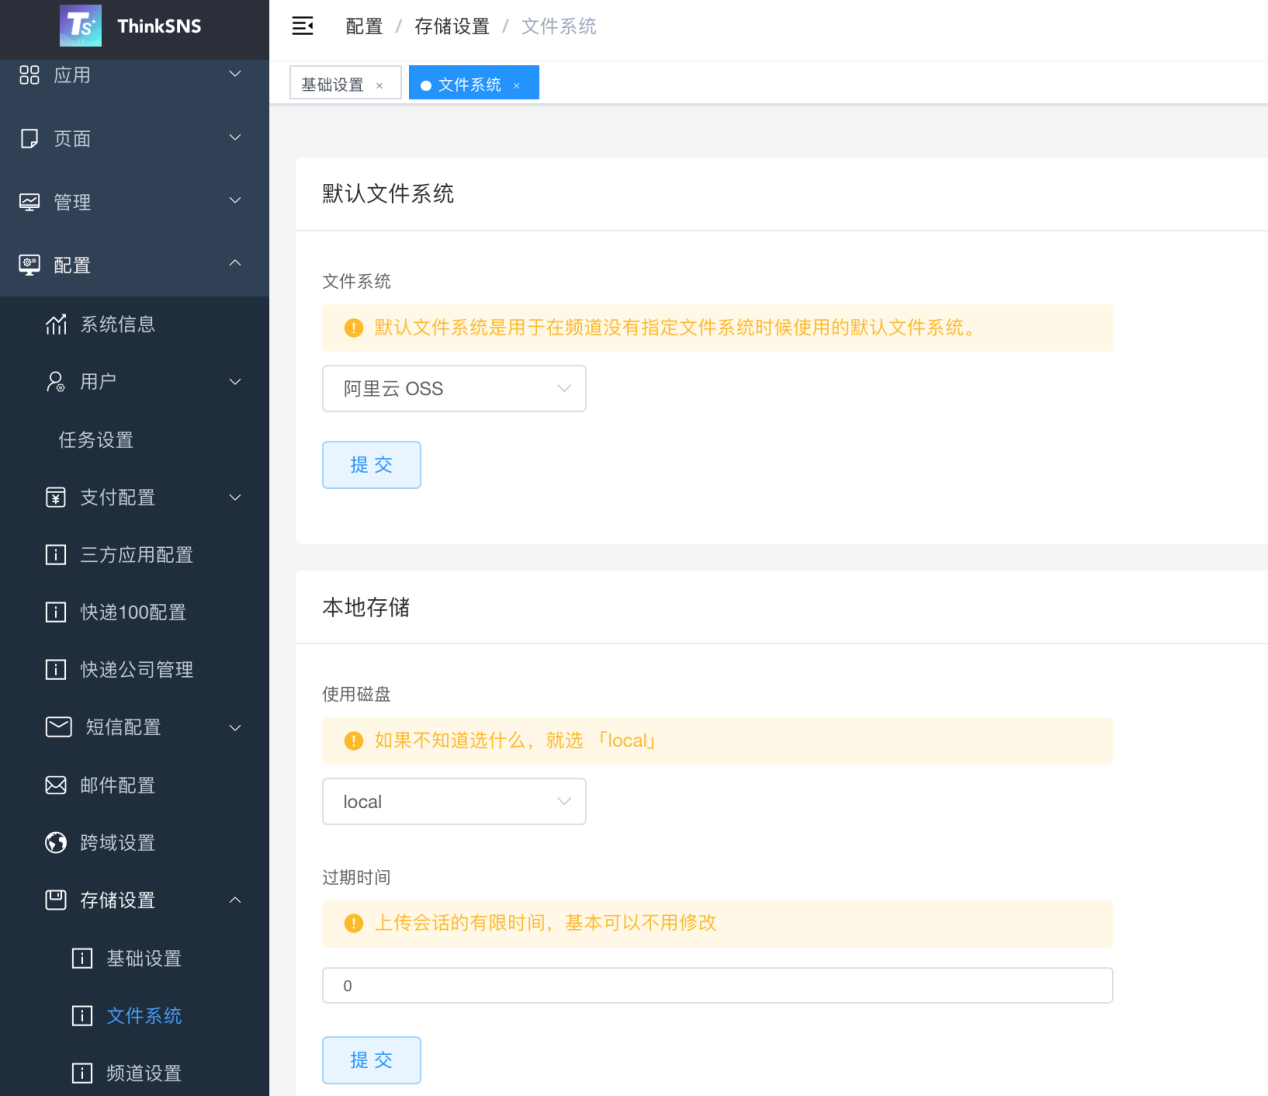 ThinkSNS
配置 / 存储设置 / 文件系统
基础设置 ×
文件系统 ×
应用
页面
管理
配置
系统信息
用户
任务设置
支付配置
三方应用配置
快递100配置
快递公司管理
短信配置
邮件配置
跨域设置
存储设置
基础设置
文件系统
频道设置
默认文件系统
文件系统
默认文件系统是用于在频道没有指定文件系统时候使用的默认文件系统。
阿里云 OSS
提 交
本地存储
使用磁盘
如果不知道选什么，就选 「local」
local
过期时间
上传会话的有限时间，基本可以不用修改
0
提 交